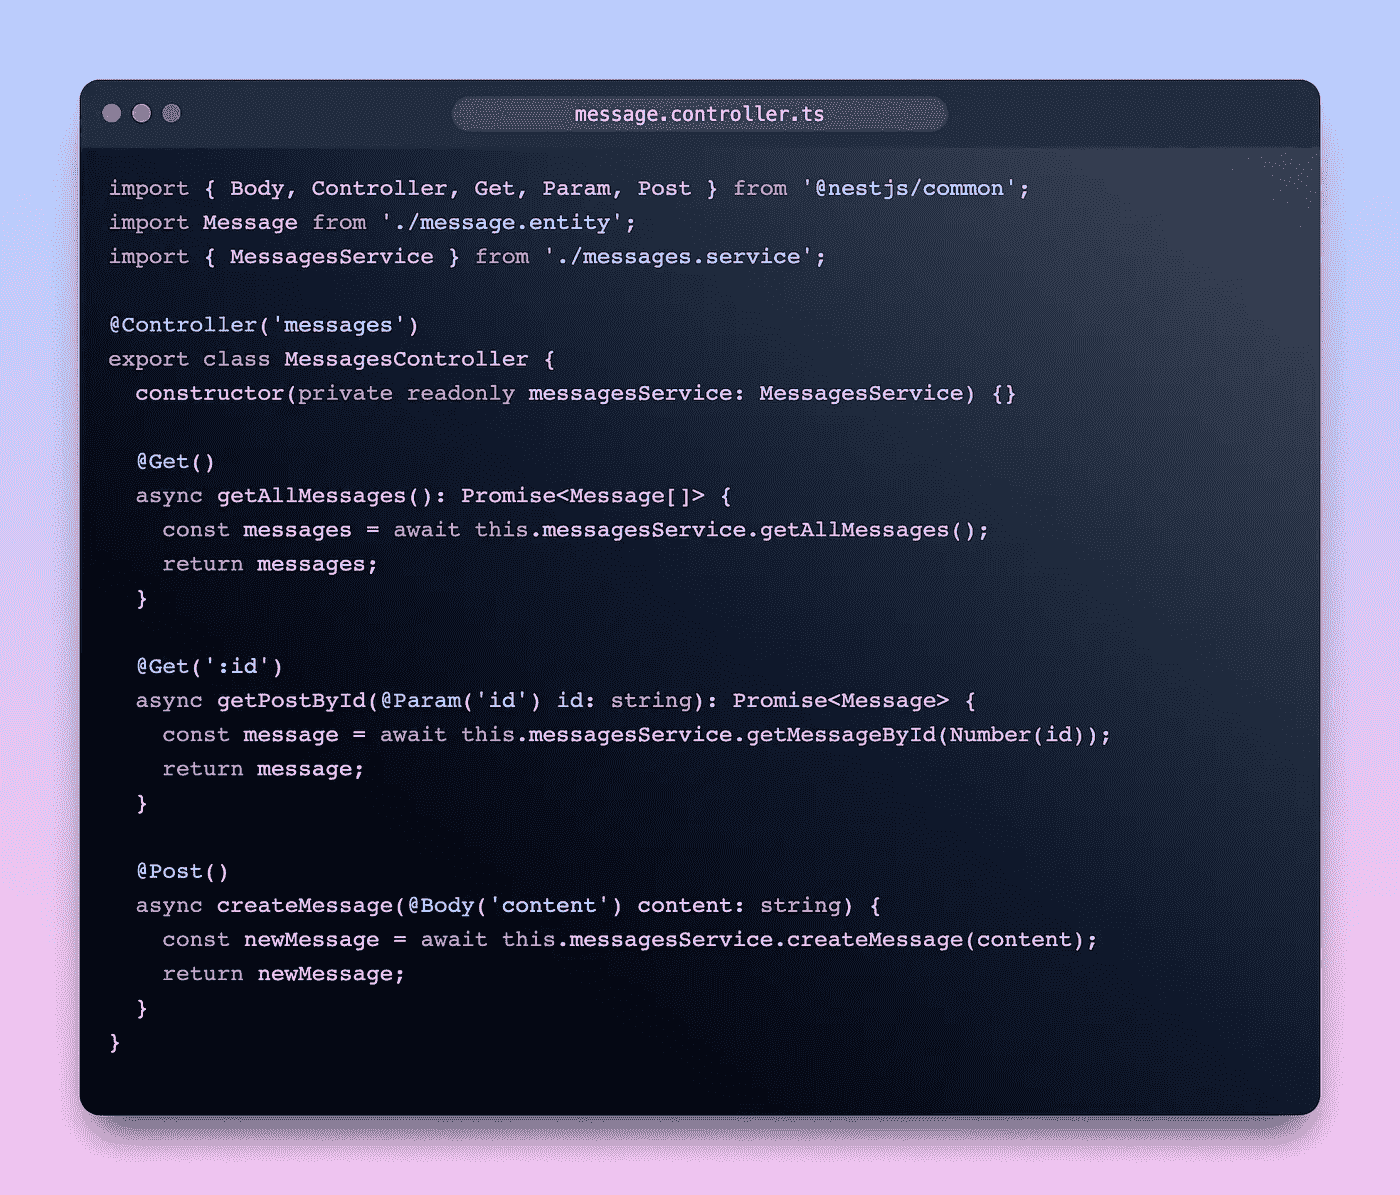 message.controller.ts
import { Body, Controller, Get, Param, Post } from '@nestjs/common';
import Message from './message.entity';
import { MessagesService } from './messages.service';

@Controller('messages')
export class MessagesController {
  constructor(private readonly messagesService: MessagesService) {}

  @Get()
  async getAllMessages(): Promise<Message[]> {
    const messages = await this.messagesService.getAllMessages();
    return messages;
  }

  @Get(':id')
  async getPostById(@Param('id') id: string): Promise<Message> {
    const message = await this.messagesService.getMessageById(Number(id));
    return message;
  }

  @Post()
  async createMessage(@Body('content') content: string) {
    const newMessage = await this.messagesService.createMessage(content);
    return newMessage;
  }
}